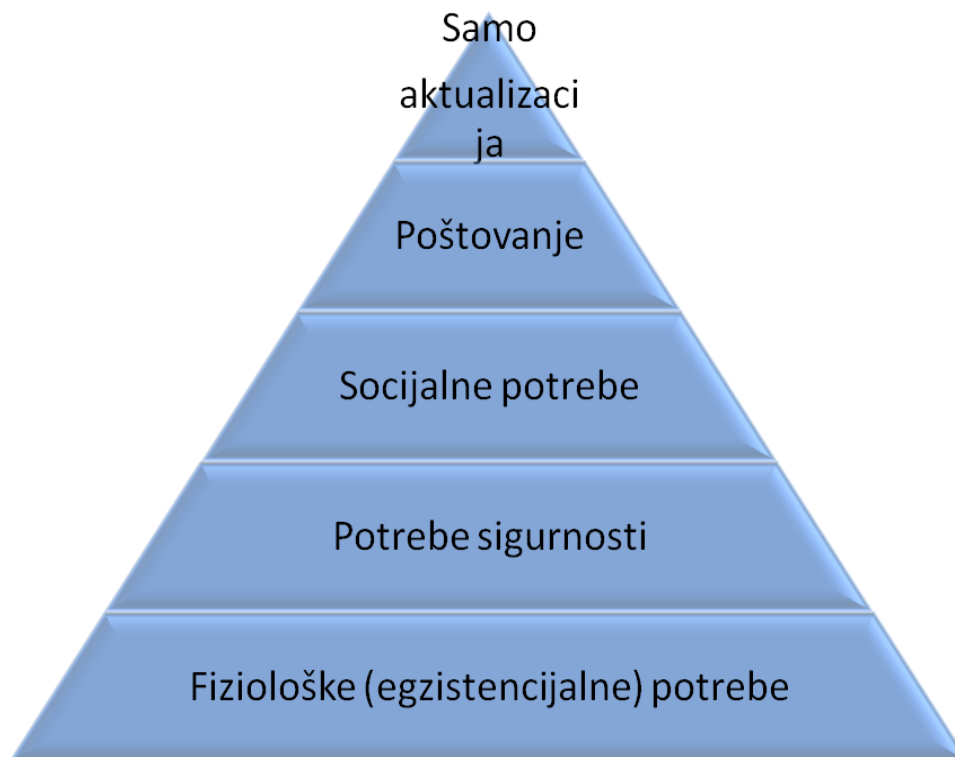 Samo
aktualizaci
ja
Poštovanje
Socijalne potrebe
Potrebe sigurnosti
Fiziološke (egzistencijalne) potrebe